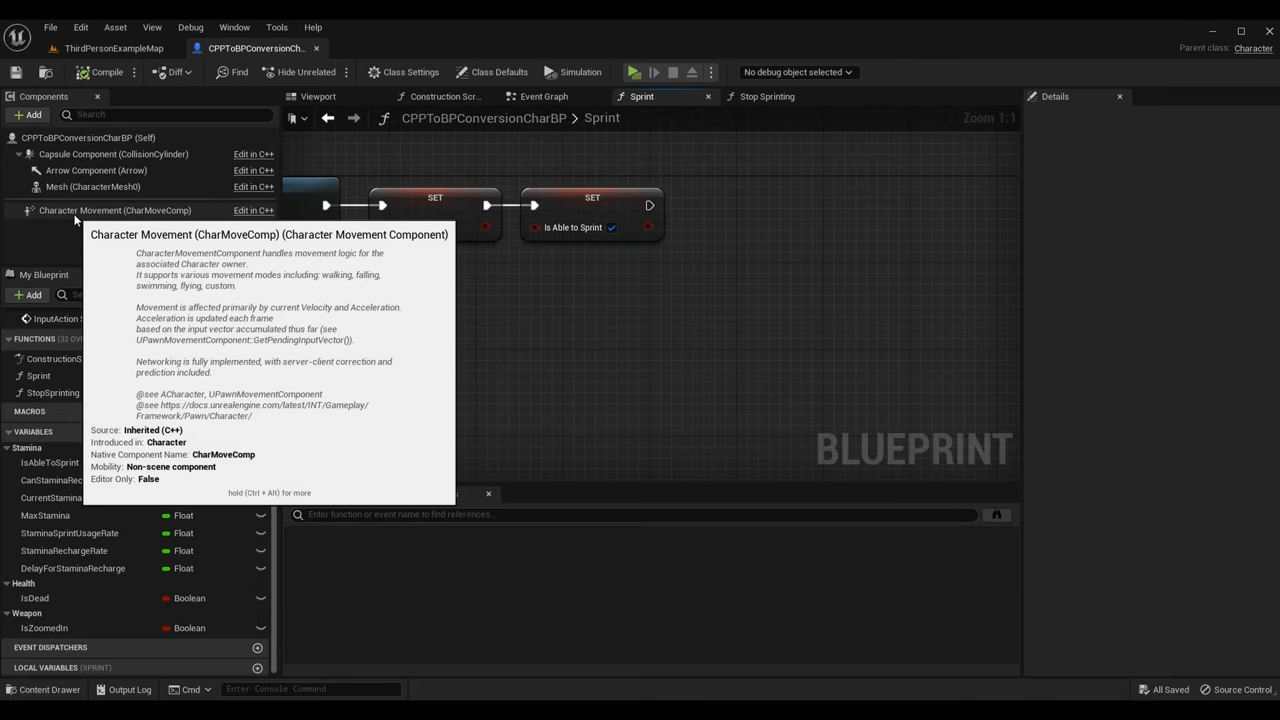 File Edit Asset View Debug Window Tools Help
ThirdPersonExampleMap CPPToBPConversionCh...
Parent class: Character
Compile Diff Find Hide Unrelated Class Settings Class Defaults Simulation No debug object selected
Components Viewport Construction Scr... Event Graph Sprint Stop Sprinting Details
Add Search
CPPToBPConversionCharBP > Sprint Zoom 1:1
CPPToBPConversionCharBP (Self)
Capsule Component (CollisionCylinder) Edit in C++
Arrow Component (Arrow) Edit in C++
Mesh (CharacterMesh0) Edit in C++
Character Movement (CharMoveComp) Edit in C++
SET SET
Is Able to Sprint
Character Movement (CharMoveComp) (Character Movement Component)
CharacterMovementComponent handles movement logic for the
associated Character owner.
It supports various movement modes including: walking, falling,
swimming, flying, custom.
Movement is affected primarily by current Velocity and Acceleration.
Acceleration is updated each frame
based on the input vector accumulated thus far (see
UPawnMovementComponent::GetPendingInputVector()).
Networking is fully implemented, with server-client correction and
prediction included.
@see ACharacter, UPawnMovementComponent
@see https://docs.unrealengine.com/latest/INT/Gameplay/
Framework/Pawn/Character/
Source: Inherited (C++)
Introduced in: Character
Native Component Name: CharMoveComp
Mobility: Non-scene component
Editor Only: False
hold (Ctrl + Alt) for more
My Blueprint
Add
InputAction
FUNCTIONS (32 OV
ConstructionS
Sprint
StopSprinting
MACROS
VARIABLES
Stamina
IsAbleToSprint
CanStaminaRec
CurrentStamina
MaxStamina Float
StaminaSprintUsageRate Float
StaminaRechargeRate Float
DelayForStaminaRecharge Float
Health
IsDead Boolean
Weapon
IsZoomedIn Boolean
EVENT DISPATCHERS
LOCAL VARIABLES (SPRINT)
BLUEPRINT
Enter function or event name to find references...
Content Drawer Output Log Cmd Enter Console Command All Saved Source Control